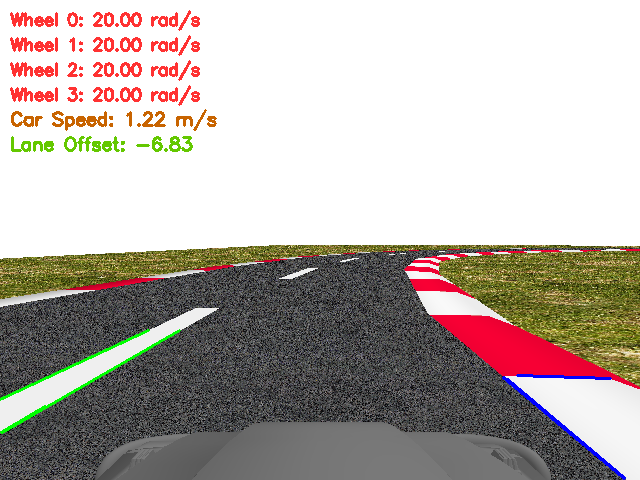 Wheel 0: 20.00 rad/s
Wheel 1: 20.00 rad/s
Wheel 2: 20.00 rad/s
Wheel 3: 20.00 rad/s
Car Speed: 1.22 m/s
Lane Offset: -6.83